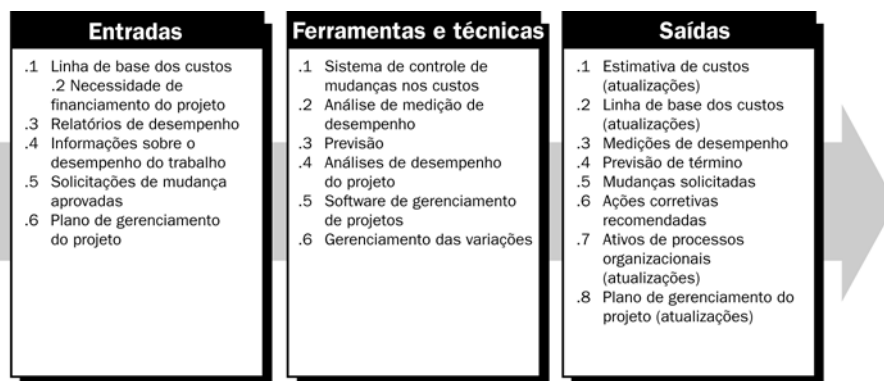 Entradas
.1 Linha de base dos custos
.2 Necessidade de
financiamento do projeto
.3 Relatórios de desempenho
.4 Informações sobre o
desempenho do trabalho
.5 Solicitações de mudança
aprovadas
.6 Plano de gerenciamento
do projeto
Ferramentas e técnicas
.1 Sistema de controle de
mudanças nos custos
.2 Análise de medição de
desempenho
.3 Previsão
.4 Análises de desempenho
do projeto
.5 Software de gerenciamento
de projetos
.6 Gerenciamento das variações
Saídas
.1 Estimativa de custos
(atualizações)
.2 Linha de base dos custos
(atualizações)
.3 Medições de desempenho
.4 Previsão de término
.5 Mudanças solicitadas
.6 Ações corretivas
recomendadas
.7 Ativos de processos
organizacionais
(atualizações)
.8 Plano de gerenciamento do
projeto (atualizações)